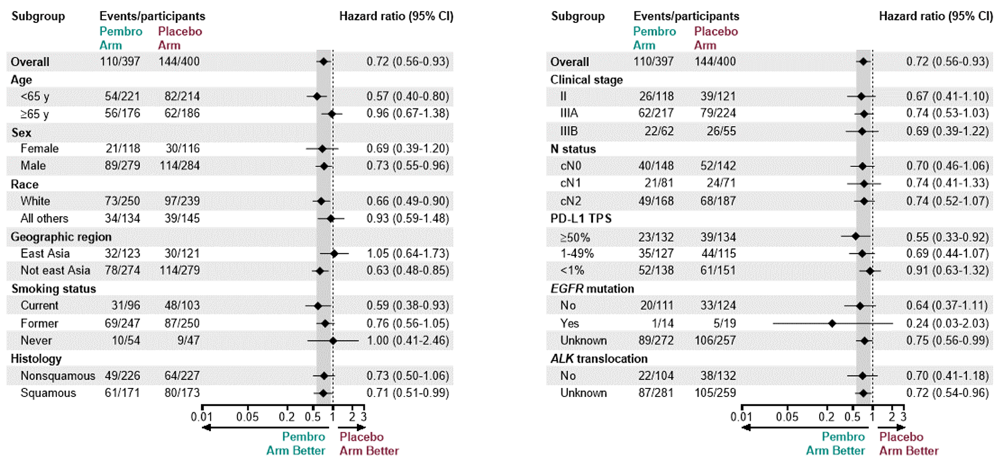 Subgroup Events/participants Hazard ratio (95% CI)
Pembro Placebo
Arm Arm
Overall 110/397 144/400 0.72 (0.56-0.93)
Age
<65 y 54/221 82/214 0.57 (0.40-0.80)
≥65 y 56/176 62/186 0.96 (0.67-1.38)
Sex
Female 21/118 30/116 0.69 (0.39-1.20)
Male 89/279 114/284 0.73 (0.55-0.96)
Race
White 73/250 97/239 0.66 (0.49-0.90)
All others 34/134 39/145 0.93 (0.59-1.48)
Geographic region
East Asia 32/123 30/121 1.05 (0.64-1.73)
Not east Asia 78/274 114/279 0.63 (0.48-0.85)
Smoking status
Current 31/96 48/103 0.59 (0.38-0.93)
Former 69/247 87/250 0.76 (0.56-1.05)
Never 10/54 9/47 1.00 (0.41-2.46)
Histology
Nonsquamous 49/226 64/227 0.73 (0.50-1.06)
Squamous 61/171 80/173 0.71 (0.51-0.99)
0.01 0.05 0.2 0.5 1 2 3
Pembro Placebo
Arm Better Arm Better
Subgroup Events/participants Hazard ratio (95% CI)
Pembro Placebo
Arm Arm
Overall 110/397 144/400 0.72 (0.56-0.93)
Clinical stage
II 26/118 39/121 0.67 (0.41-1.10)
IIIA 62/217 79/224 0.74 (0.53-1.03)
IIIB 22/62 26/55 0.69 (0.39-1.22)
N status
cN0 40/148 52/142 0.70 (0.46-1.06)
cN1 21/81 24/71 0.74 (0.41-1.33)
cN2 49/168 68/187 0.74 (0.52-1.07)
PD-L1 TPS
≥50% 23/132 39/134 0.55 (0.33-0.92)
1-49% 35/127 44/115 0.69 (0.44-1.07)
<1% 52/138 61/151 0.91 (0.63-1.32)
EGFR mutation
No 20/111 33/124 0.64 (0.37-1.11)
Yes 1/14 5/19 0.24 (0.03-2.03)
Unknown 89/272 106/257 0.75 (0.56-0.99)
ALK translocation
No 22/104 38/132 0.70 (0.41-1.18)
Unknown 87/281 105/259 0.72 (0.54-0.96)
0.01 0.05 0.2 0.5 1 2 3
Pembro Placebo
Arm Better Arm Better